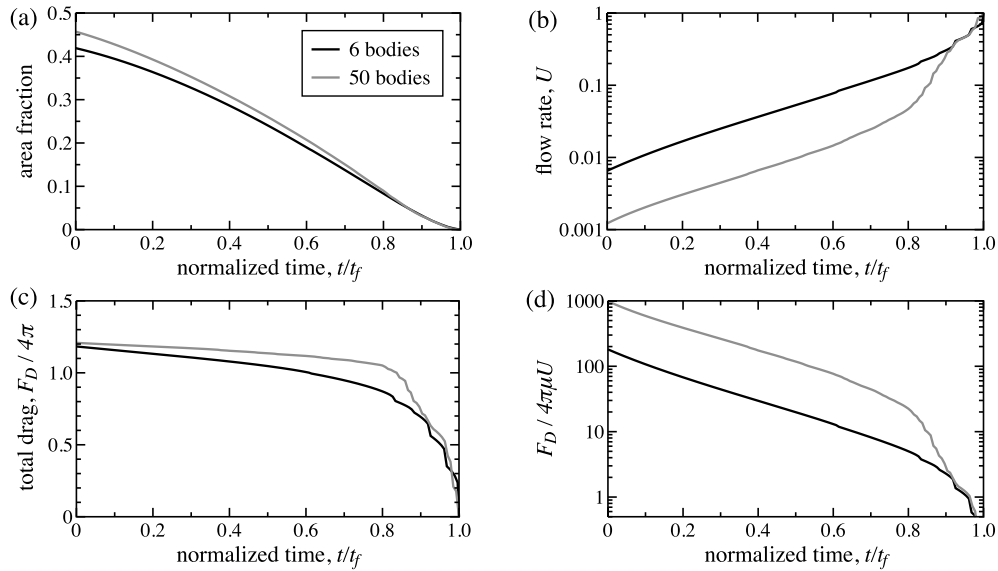 (a)
0.5
0.4
0.3
0.2
0.1
0
area fraction
6 bodies
50 bodies
0 0.2 0.4 0.6 0.8 1.0
normalized time, t/t_f
(b)
1
0.1
0.01
0.001
flow rate, U
0 0.2 0.4 0.6 0.8 1.0
normalized time, t/t_f
(c)
1.5
1.0
0.5
0
total drag, F_D / 4π
0 0.2 0.4 0.6 0.8 1.0
normalized time, t/t_f
(d)
1000
100
10
1
F_D / 4πμU
0 0.2 0.4 0.6 0.8 1.0
normalized time, t/t_f